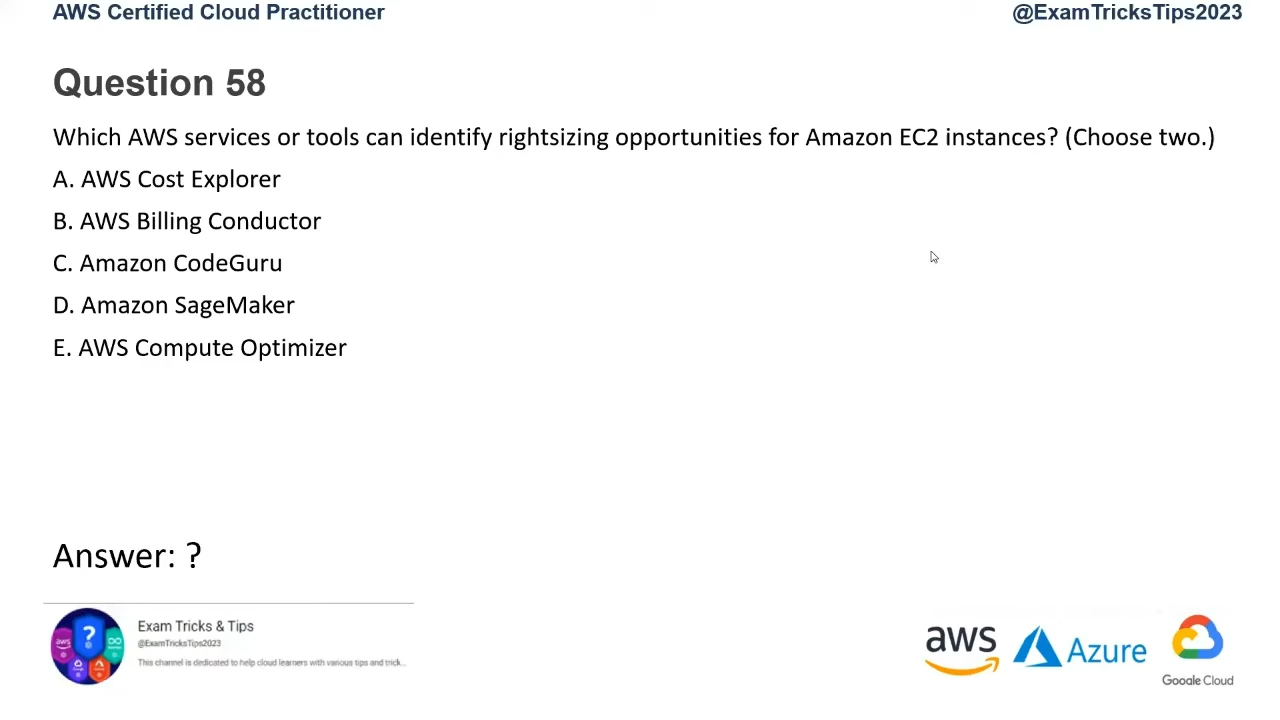 AWS Certified Cloud Practitioner
@ExamTricksTips2023
Question 58
Which AWS services or tools can identify rightsizing opportunities for Amazon EC2 instances? (Choose two.)
A. AWS Cost Explorer
B. AWS Billing Conductor
C. Amazon CodeGuru
D. Amazon SageMaker
E. AWS Compute Optimizer
Answer: ?
aws
?
Exam Tricks & Tips
@ExamTricksTips2023
This channel is dedicated to help cloud learners with various tips and trick...
aws
Azure
Google Cloud